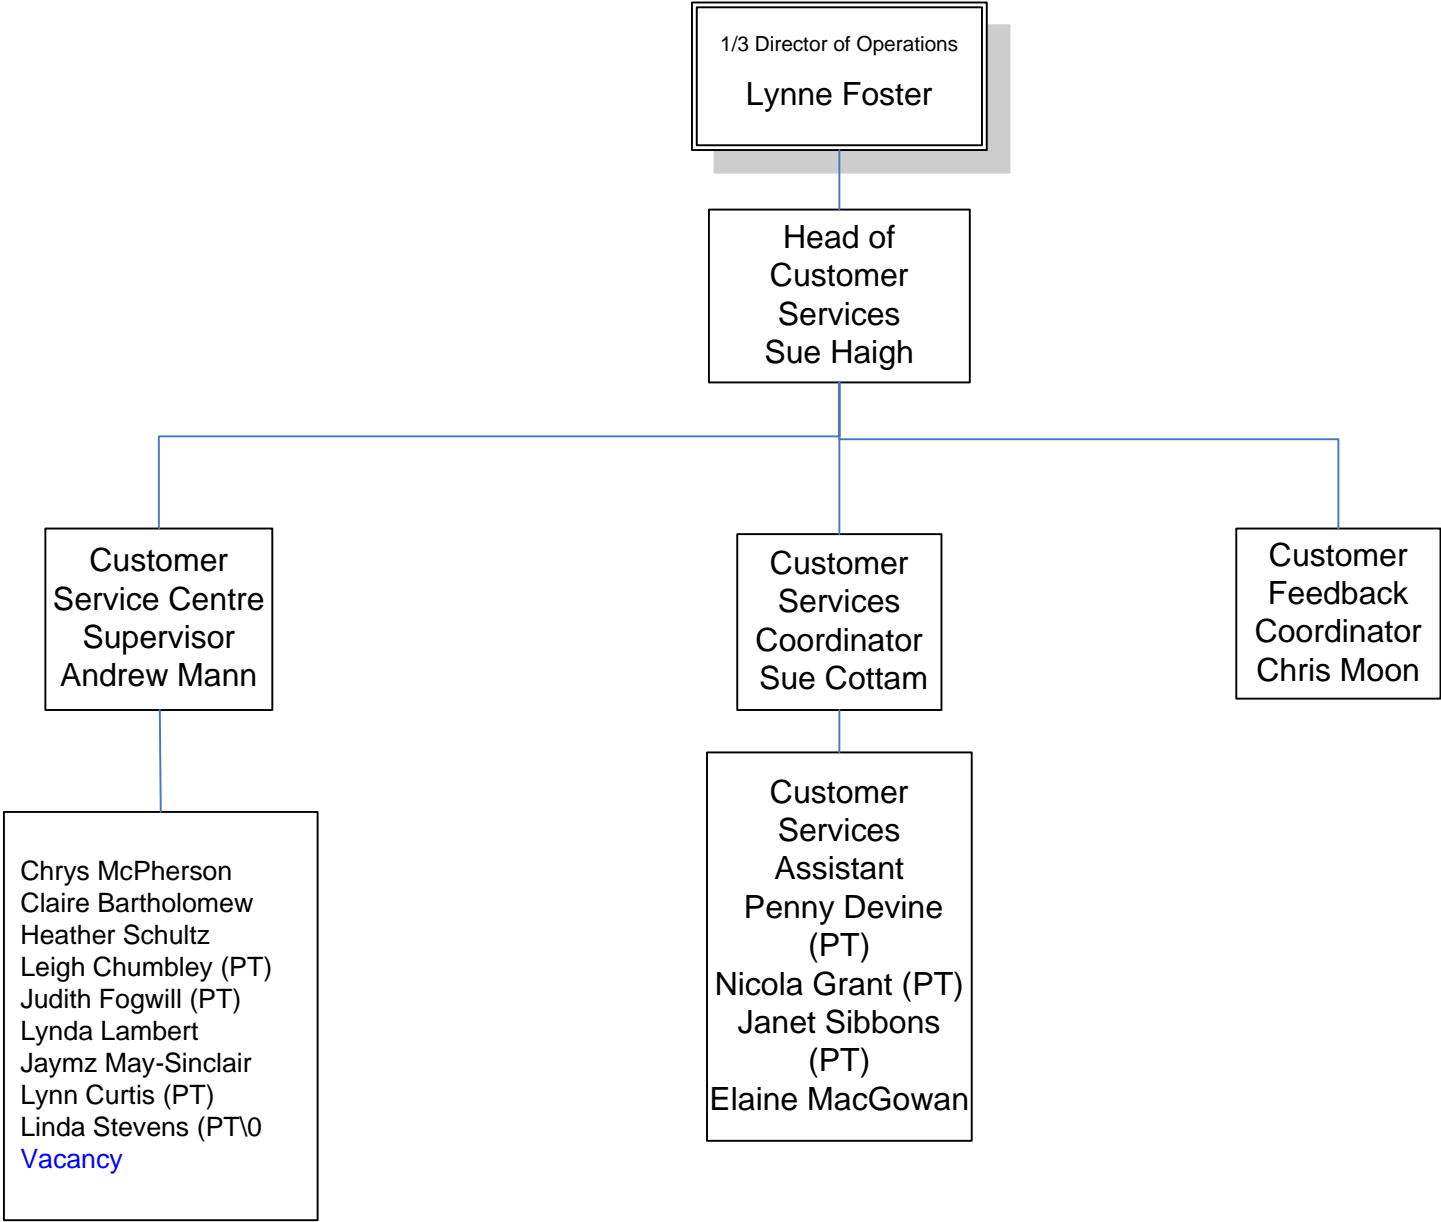 1/3 Director of Operations
Lynne Foster
Head of
Customer
Services
Sue Haigh
Customer
Service Centre
Supervisor
Andrew Mann
Customer
Services
Coordinator
Sue Cottam
Customer
Feedback
Coordinator
Chris Moon
Chrys McPherson
Claire Bartholomew
Heather Schultz
Leigh Chumbley (PT)
Judith Fogwill (PT)
Lynda Lambert
Jaymz May-Sinclair
Lynn Curtis (PT)
Linda Stevens (PT\0
Vacancy
Customer
Services
Assistant
Penny Devine
(PT)
Nicola Grant (PT)
Janet Sibbons
(PT)
Elaine MacGowan